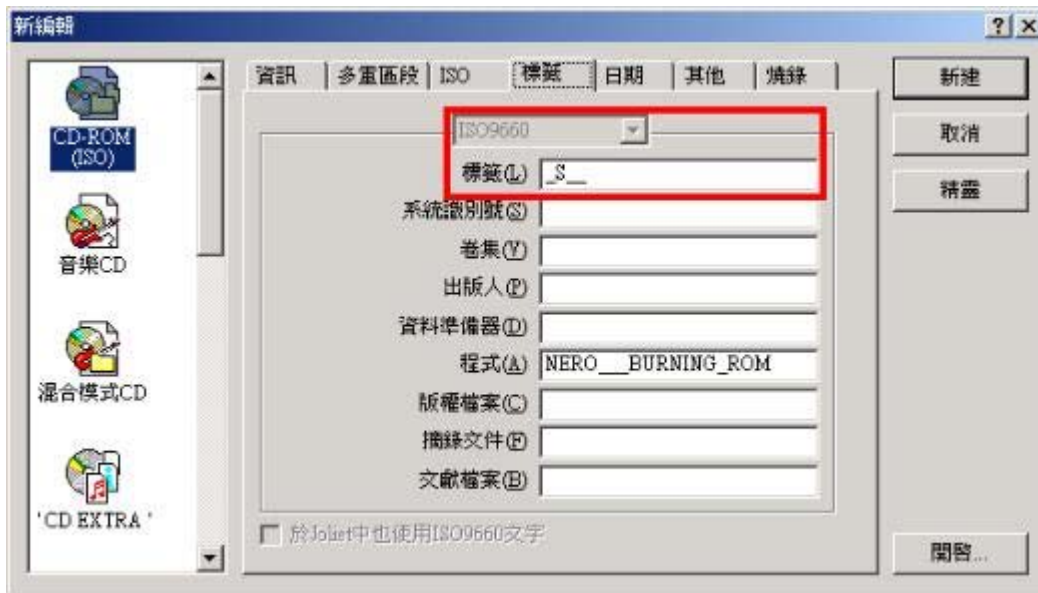 新編輯
CD-ROM
(ISO)
音樂CD
混合模式CD
'CD EXTRA'
資訊 多重區段 ISO 標籤 日期 其他 燒錄
ISO9660
標籤(L) _S__
系統識別號(S)
卷集(V)
出版人(P)
資料準備器(D)
程式(A) NERO___BURNING_ROM
版權檔案(C)
摘錄文件(F)
文獻檔案(B)
於Joliet中也使用ISO9660文字
新建
取消
精靈
開啓...